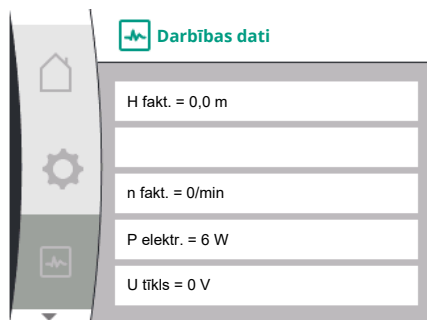 Darbības dati
H fakt. = 0,0 m
n fakt. = 0/min
P elektr. = 6 W
U tīkls = 0 V